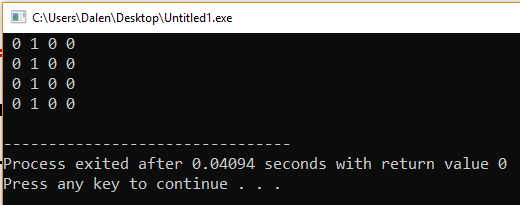 C:\Users\Dalen\Desktop\Untitled1.exe
0 1 0 0
0 1 0 0
0 1 0 0
0 1 0 0
--------------------------------
Process exited after 0.04094 seconds with return value 0
Press any key to continue . . .